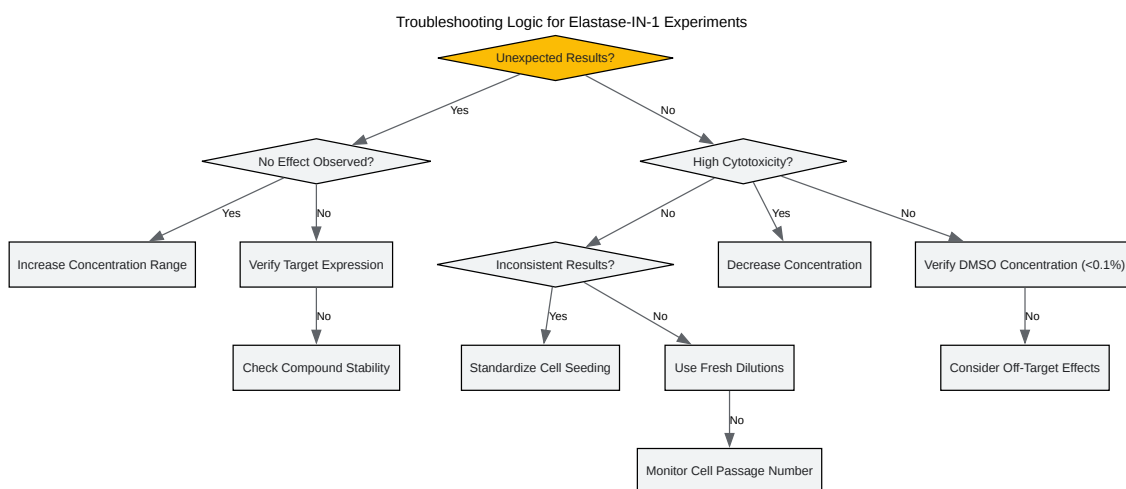 Troubleshooting Logic for Elastase-IN-1 Experiments
Unexpected Results?
Yes
No
No Effect Observed?
High Cytotoxicity?
Yes
No
No
Yes
No
Increase Concentration Range
Verify Target Expression
Inconsistent Results?
Decrease Concentration
Verify DMSO Concentration (<0.1%)
No
Yes
No
No
Check Compound Stability
Standardize Cell Seeding
Use Fresh Dilutions
Consider Off-Target Effects
No
Monitor Cell Passage Number